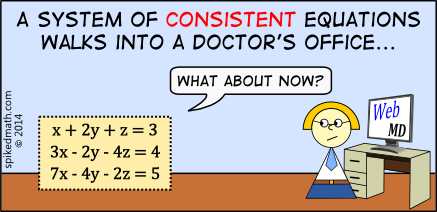 A SYSTEM OF CONSISTENT EQUATIONS
WALKS INTO A DOCTOR'S OFFICE...
WHAT ABOUT NOW?
x + 2y + z = 3
3x - 2y - 4z = 4
7x - 4y - 2z = 5
Web
MD
spikedmath.com
© 2014